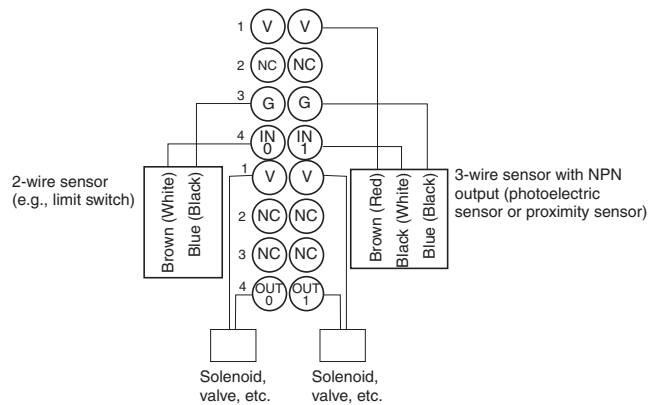 1 V V
2 NC NC
3 G G
4 IN 0 IN 1
1 V V
2 NC NC
3 NC NC
4 OUT 0 OUT 1
2-wire sensor
(e.g., limit switch)
Brown (White)
Blue (Black)
Brown (Red)
Black (White)
Blue (Black)
3-wire sensor with NPN
output (photoelectric
sensor or proximity sensor)
Solenoid,
valve, etc.
Solenoid,
valve, etc.